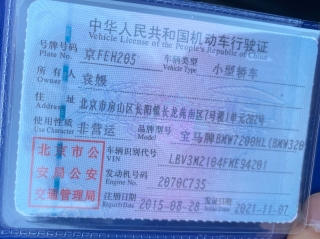 中华人民共和国机动车行驶证
Vehicle License of the People's Republic of China
号牌号码 京FEH205 车辆类型 小型轿车
Plate No. Vehicle Type
所有人 袁媛
Owner
住址 北京市房山区长阳镇长龙苑街区7号楼1单元202号
Address
使用性质 非营运 品牌型号 宝马牌BMW7200HL(BMW320
Use Character Model
北京市公安局公安交通管理局
车辆识别代号 LBV3M2104FME94201
VIN
发动机号码 2070C735
Engine No.
注册日期 2015-08-28 发证日期 2021-11-07
Register Date Issue Date